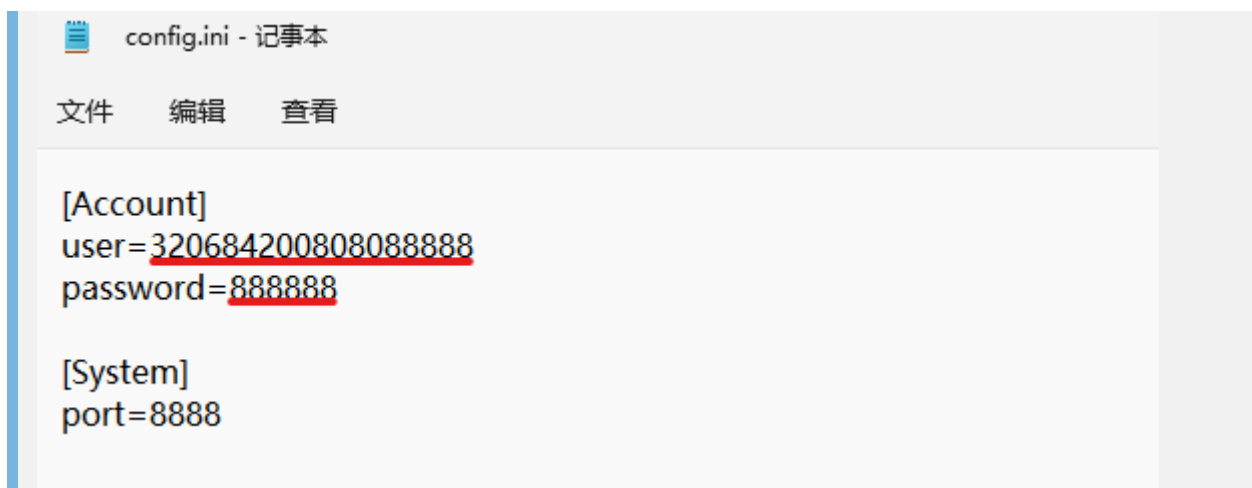 config.ini - 记事本
文件 编辑 查看
[Account]
user=320684200808088888
password=888888
[System]
port=8888